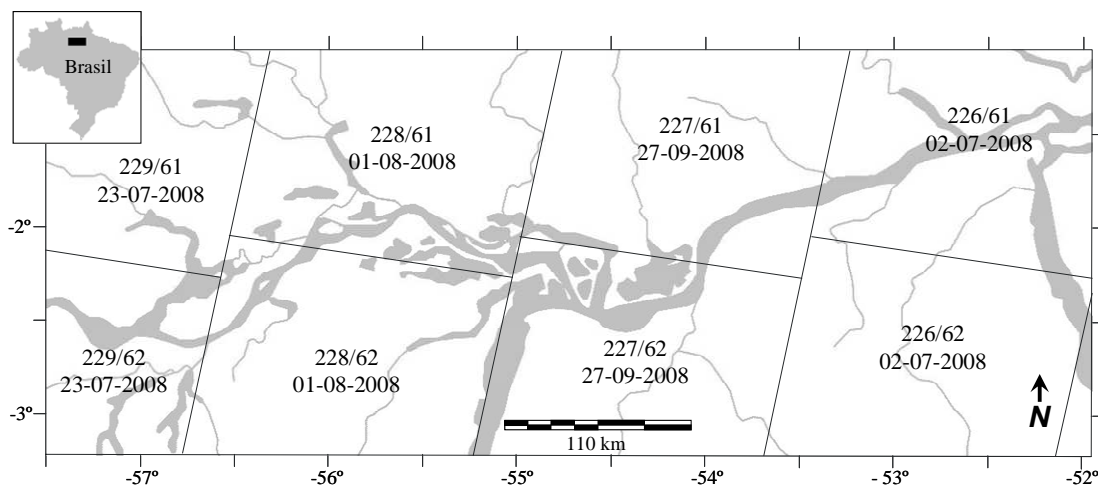 Brasil
229/61
23-07-2008
228/61
01-08-2008
227/61
27-09-2008
226/61
02-07-2008
-2º
229/62
23-07-2008
228/62
01-08-2008
227/62
27-09-2008
226/62
02-07-2008
-3º
110 km
N
-57º
-56º
-55º
-54º
-53º
-52º